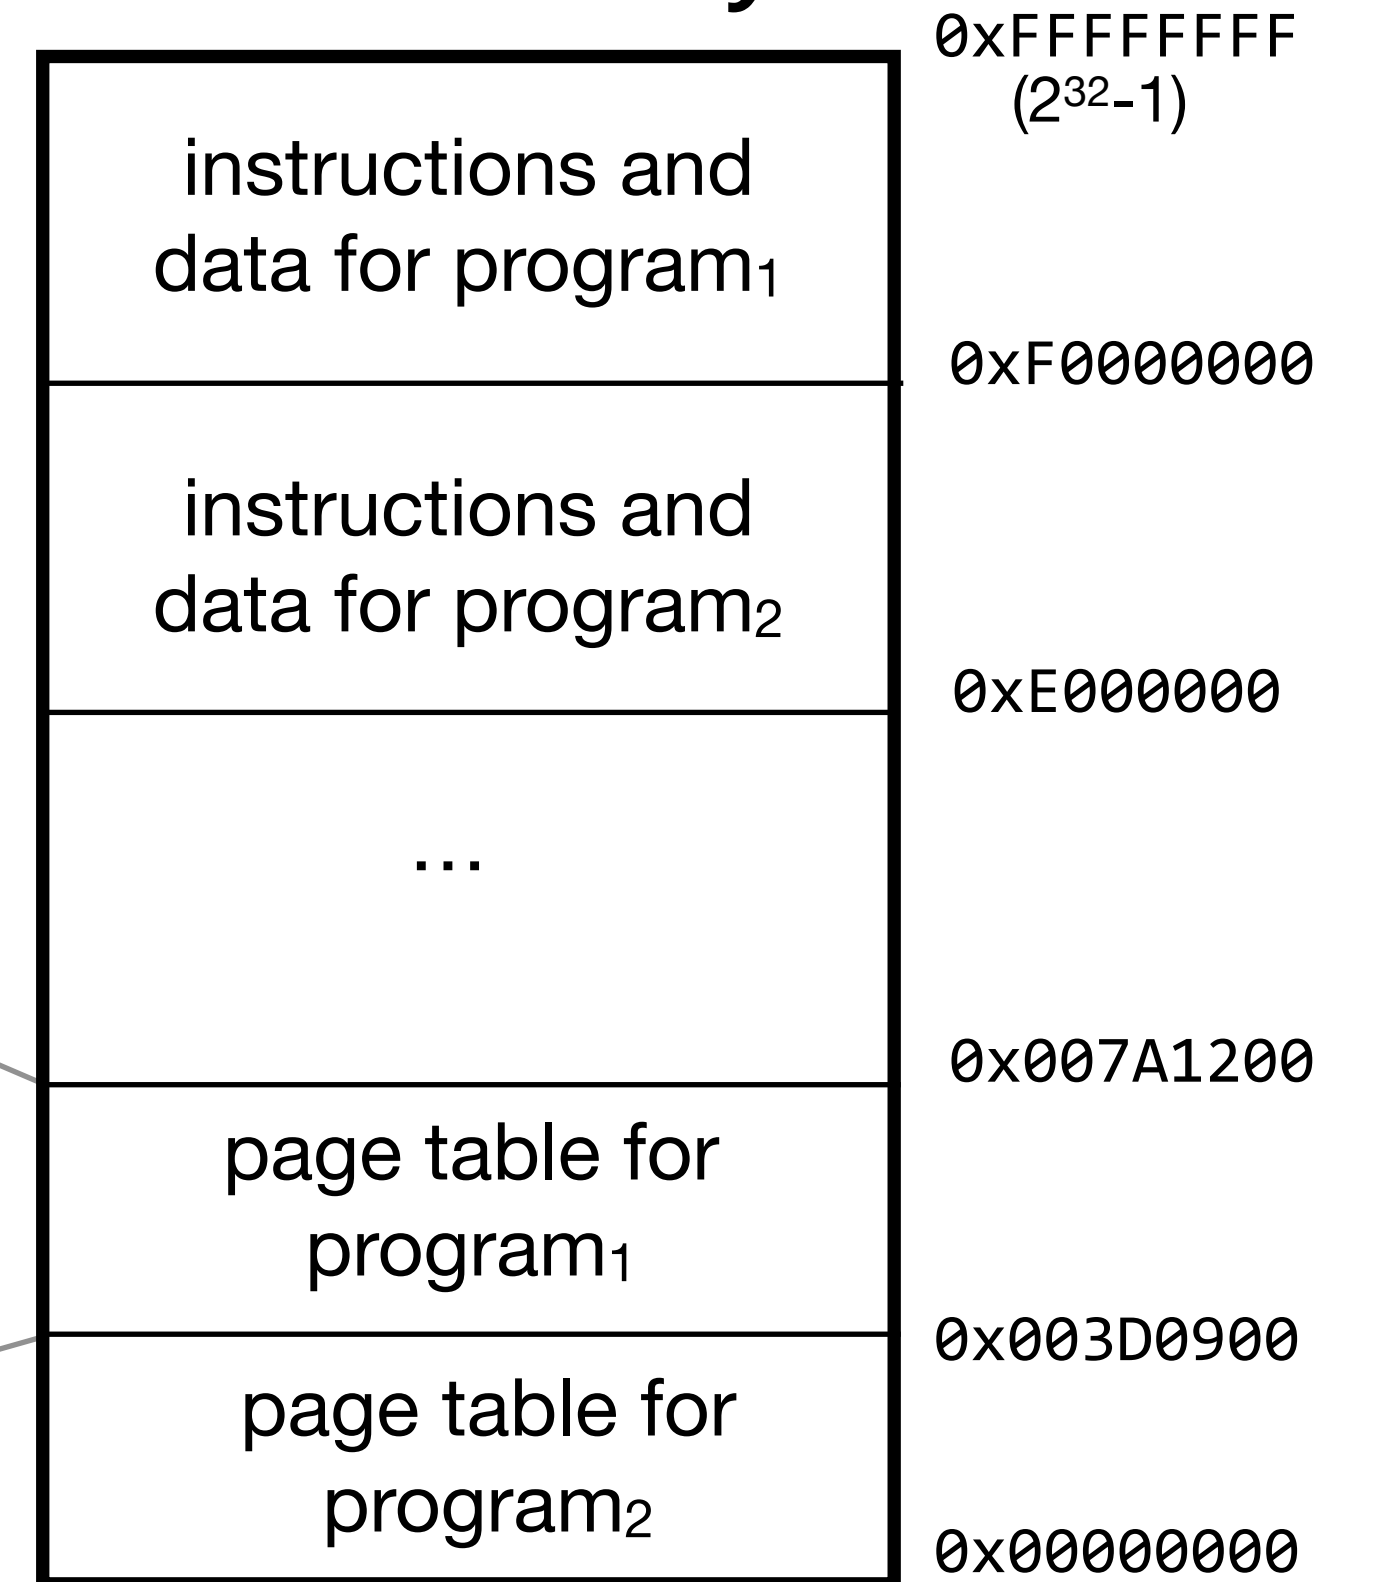 0xFFFFFFFF
(2³²-1)
instructions and
data for program₁
0xF0000000
instructions and
data for program₂
0xE000000
...
0x007A1200
page table for
program₁
0x003D0900
page table for
program₂
0x00000000